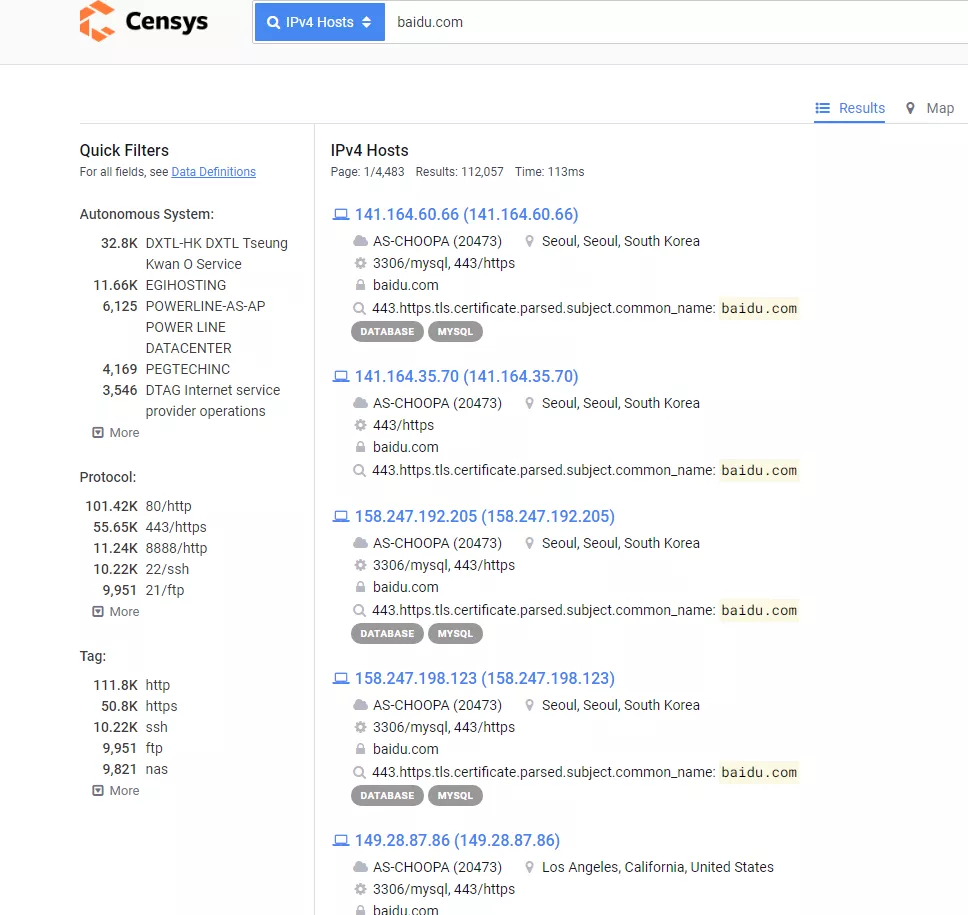 Censys
IPv4 Hosts
baidu.com
Results
Map
Quick Filters
For all fields, see Data Definitions
Autonomous System:
32.8K DXTL-HK DXTL Tseung
Kwan O Service
11.66K EGIHOSTING
6,125 POWERLINE-AS-AP
POWER LINE
DATACENTER
4,169 PEGTECHINC
3,546 DTAG Internet service
provider operations
More
Protocol:
101.42K 80/http
55.65K 443/https
11.24K 8888/http
10.22K 22/ssh
9,951 21/ftp
More
Tag:
111.8K http
50.8K https
10.22K ssh
9,951 ftp
9,821 nas
More
IPv4 Hosts
Page: 1/4,483 Results: 112,057 Time: 113ms
141.164.60.66 (141.164.60.66)
AS-CHOOPA (20473) Seoul, Seoul, South Korea
3306/mysql, 443/https
baidu.com
443.https.tls.certificate.parsed.subject.common_name: baidu.com
DATABASE MYSQL
141.164.35.70 (141.164.35.70)
AS-CHOOPA (20473) Seoul, Seoul, South Korea
443/https
baidu.com
443.https.tls.certificate.parsed.subject.common_name: baidu.com
158.247.192.205 (158.247.192.205)
AS-CHOOPA (20473) Seoul, Seoul, South Korea
3306/mysql, 443/https
baidu.com
443.https.tls.certificate.parsed.subject.common_name: baidu.com
DATABASE MYSQL
158.247.198.123 (158.247.198.123)
AS-CHOOPA (20473) Seoul, Seoul, South Korea
3306/mysql, 443/https
baidu.com
443.https.tls.certificate.parsed.subject.common_name: baidu.com
DATABASE MYSQL
149.28.87.86 (149.28.87.86)
AS-CHOOPA (20473) Los Angeles, California, United States
3306/mysql, 443/https
baidu.com